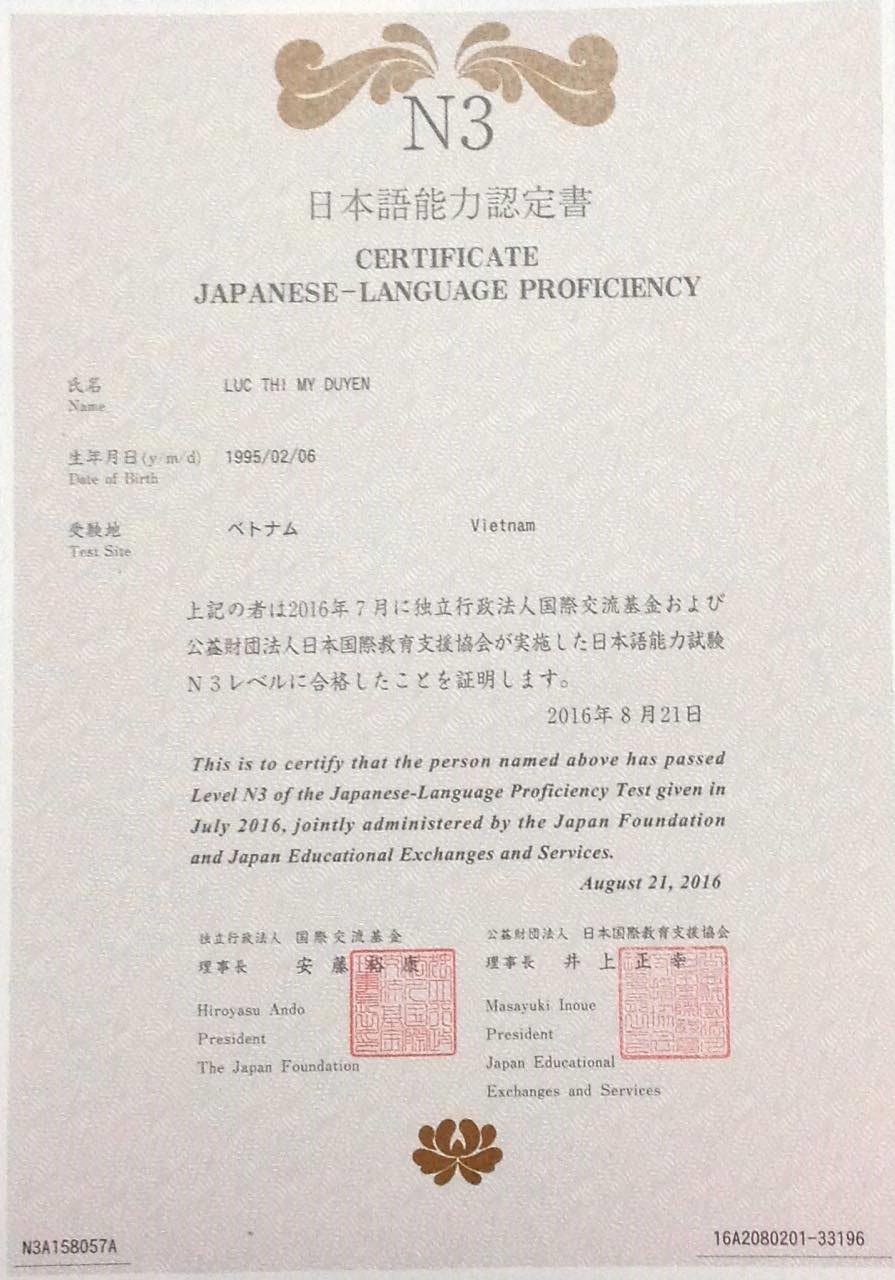 N3
日本語能力認定書
CERTIFICATE
JAPANESE-LANGUAGE PROFICIENCY
氏名 LUC THI MY DUYEN
Name
生年月日(y/m/d) 1995/02/06
Date of Birth
受験地 ベトナム Vietnam
Test Site
上記の者は2016年7月に独立行政法人国際交流基金および
公益財団法人日本国際教育支援協会が実施した日本語能力試験
N3レベルに合格したことを証明します。
2016年8月21日
This is to certify that the person named above has passed
Level N3 of the Japanese-Language Proficiency Test given in
July 2016, jointly administered by the Japan Foundation
and Japan Educational Exchanges and Services.
August 21, 2016
独立行政法人 国際交流基金
理事長 安藤裕康
Hiroyasu Ando
President
The Japan Foundation
公益財団法人 日本国際教育支援協会
理事長 井上正幸
Masayuki Inoue
President
Japan Educational
Exchanges and Services
N3A158057A
16A2080201-33196